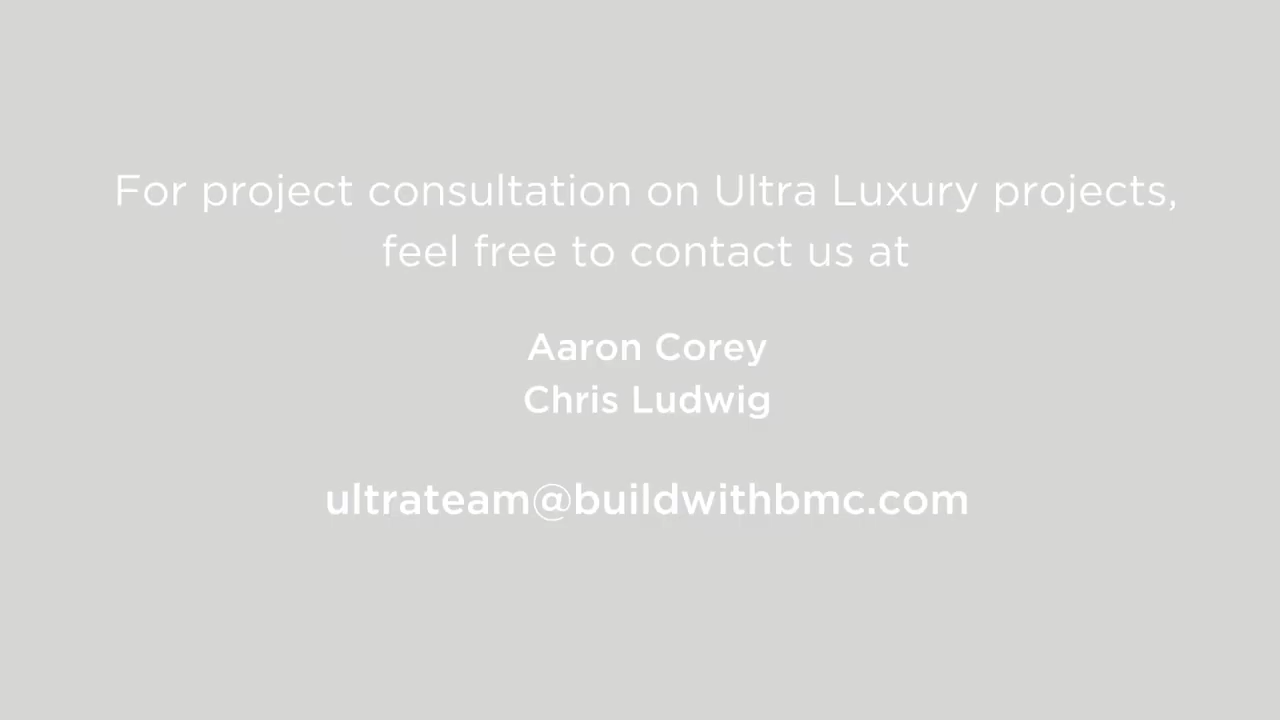 For project consultation on Ultra Luxury projects,
feel free to contact us at
Aaron Corey
Chris Ludwig
ultrateam@buildwithbmc.com